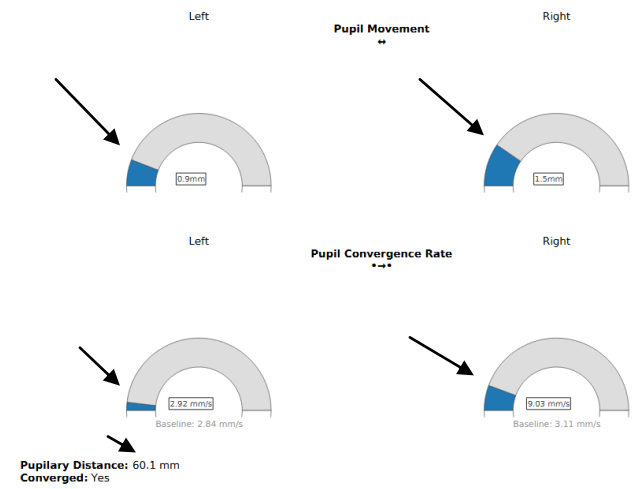 Left
Right
Pupil Movement
↔
0.9mm
1.5mm
Left
Right
Pupil Convergence Rate
•→•
2.92 mm/s
9.03 mm/s
Baseline: 2.84 mm/s
Baseline: 3.11 mm/s
Pupilary Distance: 60.1 mm
Converged: Yes